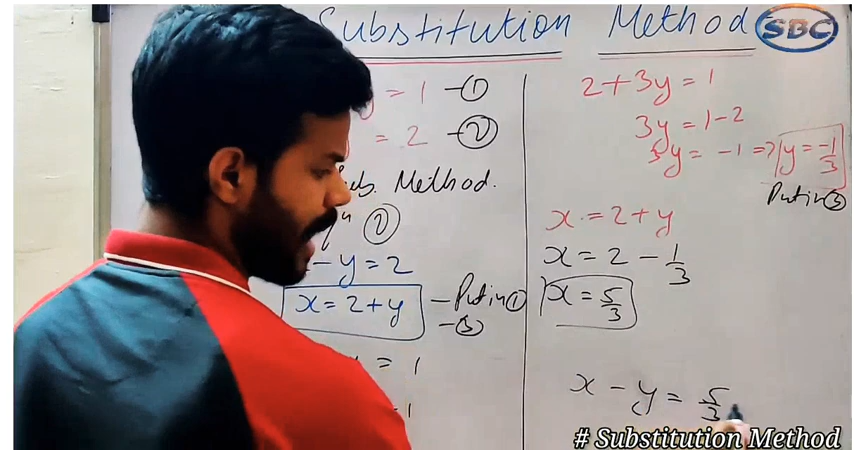 Substitution Method
SBC
y = 1 - ①
= 2 - ②
Method.
②
- y = 2
x = 2 + y - Put in ①
- ③
= 1
= 1
2 + 3y = 1
3y = 1 - 2
3y = -1 => y = -1/3
Put in ③
x = 2 + y
x = 2 - 1/3
x = 5/3
x - y = 5/3
# Substitution Method